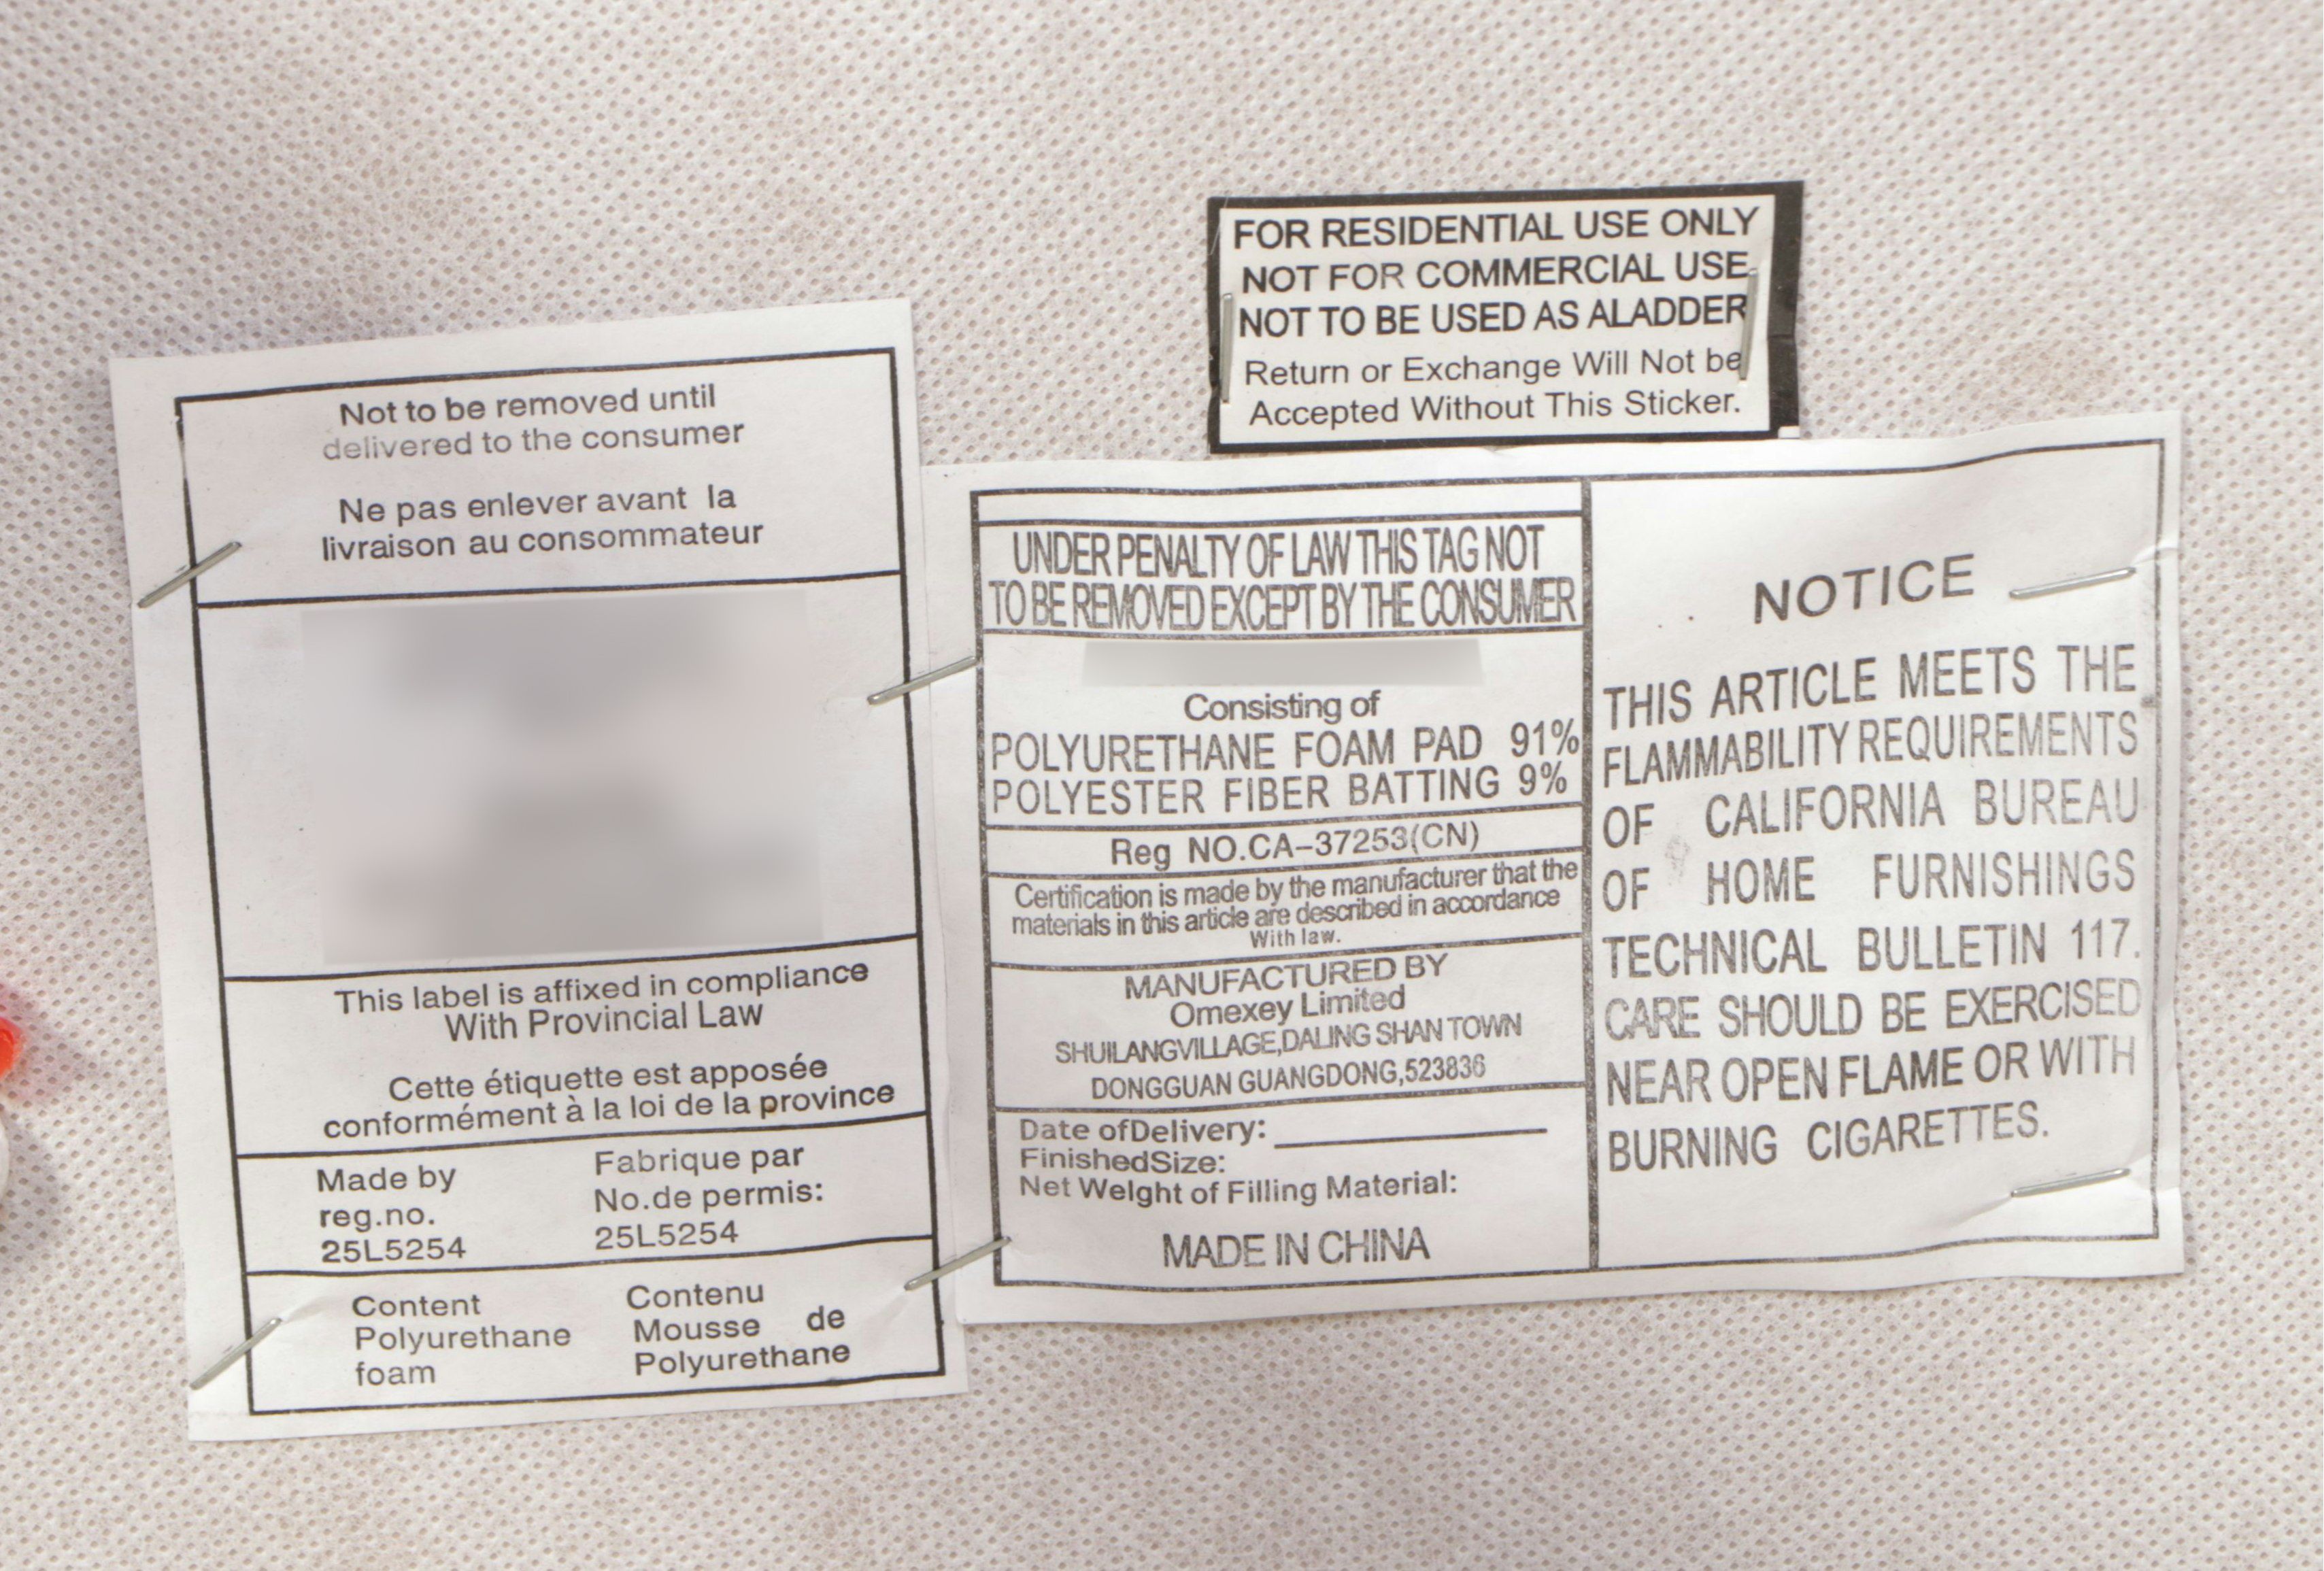 Not to be removed until
delivered to the consumer
Ne pas enlever avant la
livraison au consommateur
This label is affixed in compliance
With Provincial Law
Cette étiquette est apposée
conformément à la loi de la province
Made by
reg.no.
25L5254
Fabrique par
No.de permis:
25L5254
Content
Polyurethane
foam
Contenu
Mousse de
Polyurethane
FOR RESIDENTIAL USE ONLY
NOT FOR COMMERCIAL USE
NOT TO BE USED AS ALADDER
Return or Exchange Will Not be
Accepted Without This Sticker.
UNDER PENALTY OF LAW THIS TAG NOT
TO BE REMOVED EXCEPT BY THE CONSUMER
Consisting of
POLYURETHANE FOAM PAD 91%
POLYESTER FIBER BATTING 9%
Reg NO.CA-37253(CN)
Certification is made by the manufacturer that the
materials in this article are described in accordance
With law.
MANUFACTURED BY
Omexey Limited
SHUILANGVILLAGE,DALING SHAN TOWN
DONGGUAN GUANGDONG,523836
Date ofDelivery:
FinishedSize:
Net Welght of Filling Material:
MADE IN CHINA
NOTICE
THIS ARTICLE MEETS THE
FLAMMABILITY REQUIREMENTS
OF CALIFORNIA BUREAU
OF HOME FURNISHINGS
TECHNICAL BULLETIN 117.
CARE SHOULD BE EXERCISED
NEAR OPEN FLAME OR WITH
BURNING CIGARETTES.